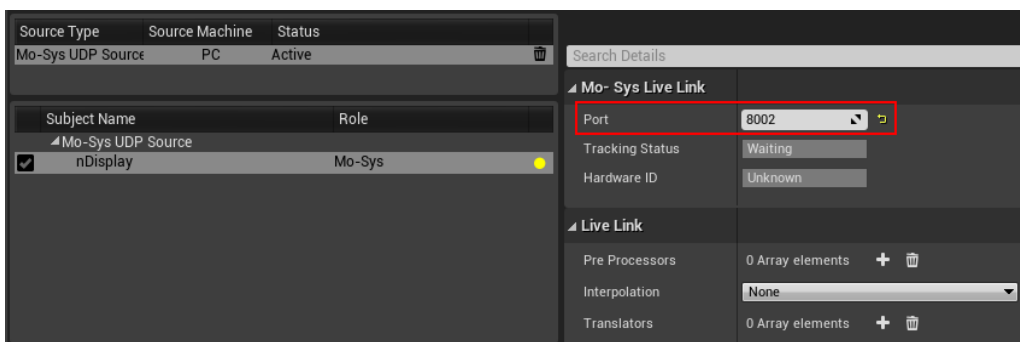 Source Type Source Machine Status
Mo-Sys UDP Source PC Active
Subject Name Role
Mo-Sys UDP Source
nDisplay Mo-Sys
Search Details
Mo- Sys Live Link
Port 8002
Tracking Status Waiting
Hardware ID Unknown
Live Link
Pre Processors 0 Array elements
Interpolation None
Translators 0 Array elements